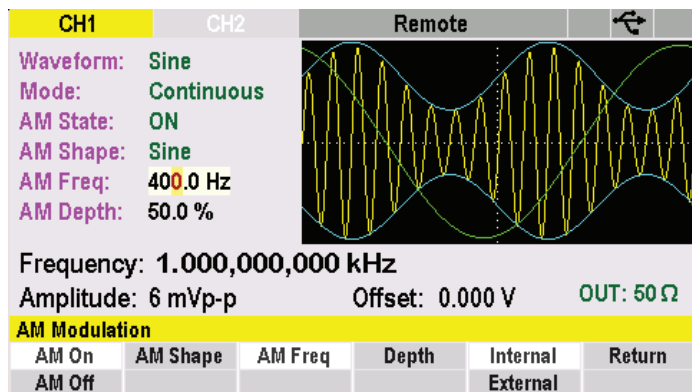 CH1 CH2 Remote
Waveform: Sine
Mode: Continuous
AM State: ON
AM Shape: Sine
AM Freq: 400.0 Hz
AM Depth: 50.0 %
Frequency: 1.000,000,000 kHz
Amplitude: 6 mVp-p Offset: 0.000 V OUT: 50 Ω
AM Modulation
AM On AM Shape AM Freq Depth Internal Return
AM Off External